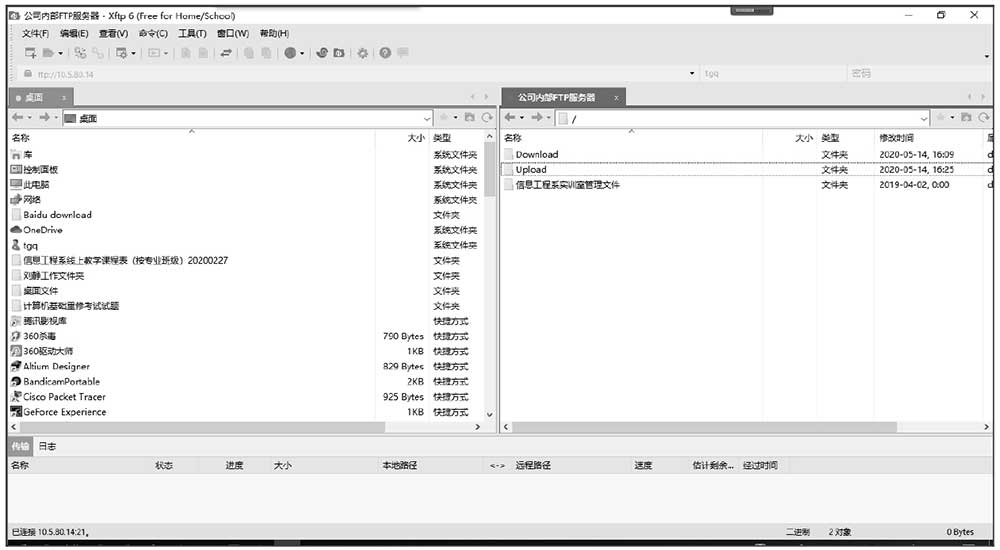 公司内部FTP服务器 - Xftp 6 (Free for Home/School)
文件(F) 编辑(E) 查看(V) 命令(C) 工具(T) 窗口(W) 帮助(H)
ftp://10.5.80.14 tgq 密码
桌面 x 公司内部FTP服务器 x
桌面 /
名称 大小 类型
库 系统文件夹
控制面板 系统文件夹
此电脑 系统文件夹
网络 系统文件夹
Baidu download 文件夹
OneDrive 系统文件夹
tgq 系统文件夹
信息工程系线上教学课程表（按专业班级）20200227 文件夹
刘静工作文件夹 文件夹
桌面文件 文件夹
计算机基础重修考试试题 文件夹
腾讯影视库 快捷方式
360杀毒 790 Bytes 快捷方式
360驱动大师 1KB 快捷方式
Altium Designer 829 Bytes 快捷方式
BandicamPortable 2KB 快捷方式
Cisco Packet Tracer 925 Bytes 快捷方式
GeForce Experience 1KB 快捷方式
名称 大小 类型 修改时间
Download 文件夹 2020-05-14, 16:09
Upload 文件夹 2020-05-14, 16:25
信息工程系实训室管理文件 文件夹 2019-04-02, 0:00
传输 日志
名称 状态 进度 大小 本地路径 <-> 远程路径 速度 估计剩余... 经过时间
已连接 10.5.80.14:21。 二进制 2 对象 0 Bytes